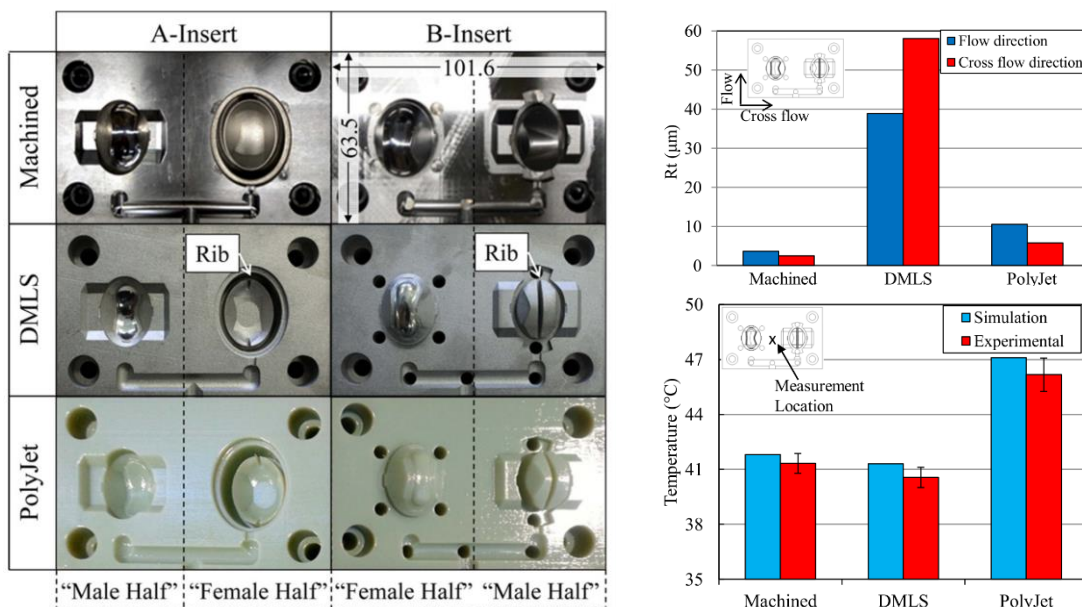 A-Insert
B-Insert
Machined
101.6
63.5
DMLS
Rib
Rib
PolyJet
“Male Half”
“Female Half”
“Female Half”
“Male Half”
60
50
40
30
20
10
0
Rt (µm)
Flow direction
Cross flow direction
Flow
Cross flow
Machined
DMLS
PolyJet
50
47
44
41
38
35
Temperature (°C)
Simulation
Experimental
x
Measurement
Location
Machined
DMLS
PolyJet